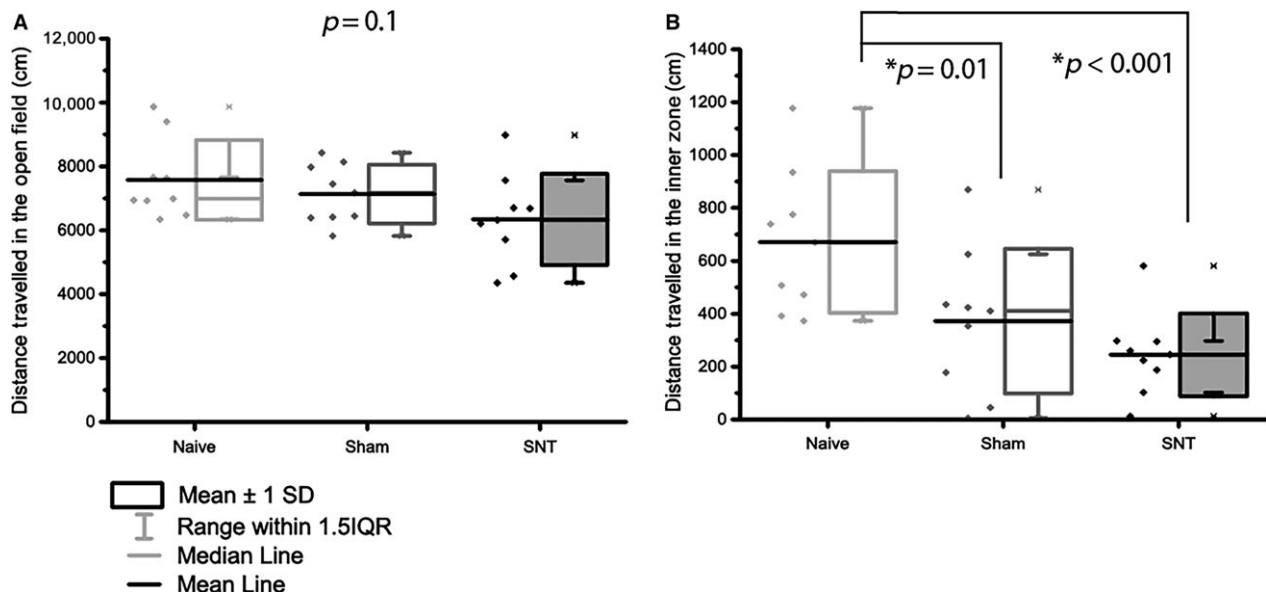 A
p = 0.1
Distance travelled in the open field (cm)
12,000
10,000
8000
6000
4000
2000
0
Naive
Sham
SNT
B
*p = 0.01
*p < 0.001
Distance travelled in the inner zone (cm)
1400
1200
1000
800
600
400
200
0
Naive
Sham
SNT
Mean ± 1 SD
Range within 1.5IQR
Median Line
Mean Line